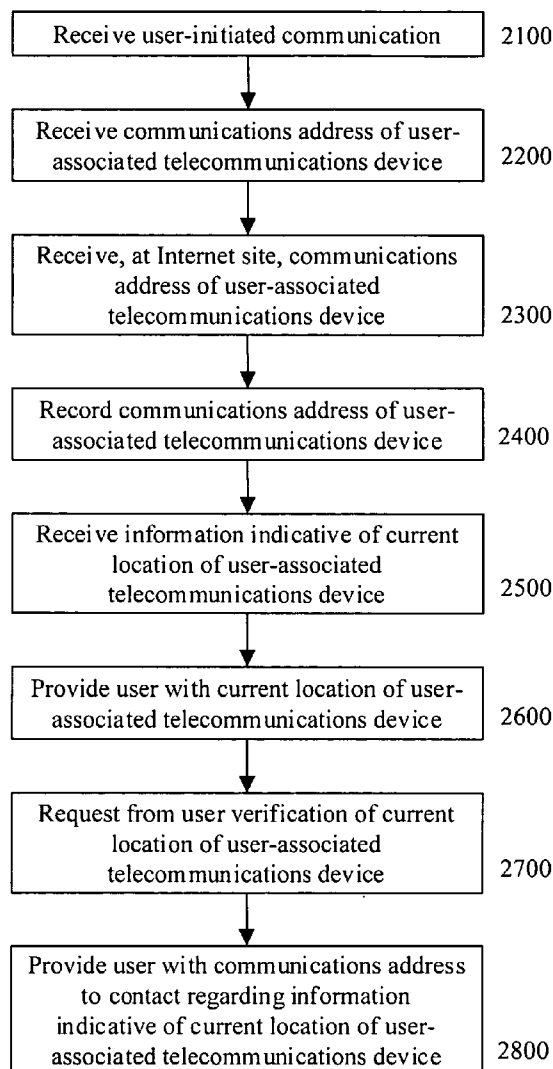 Receive user-initiated communication
2100
Receive communications address of user-
associated telecommunications device
2200
Receive, at Internet site, communications
address of user-associated
telecommunications device
2300
Record communications address of user-
associated telecommunications device
2400
Receive information indicative of current
location of user-associated
telecommunications device
2500
Provide user with current location of user-
associated telecommunications device
2600
Request from user verification of current
location of user-associated
telecommunications device
2700
Provide user with communications address
to contact regarding information
indicative of current location of user-
associated telecommunications device
2800